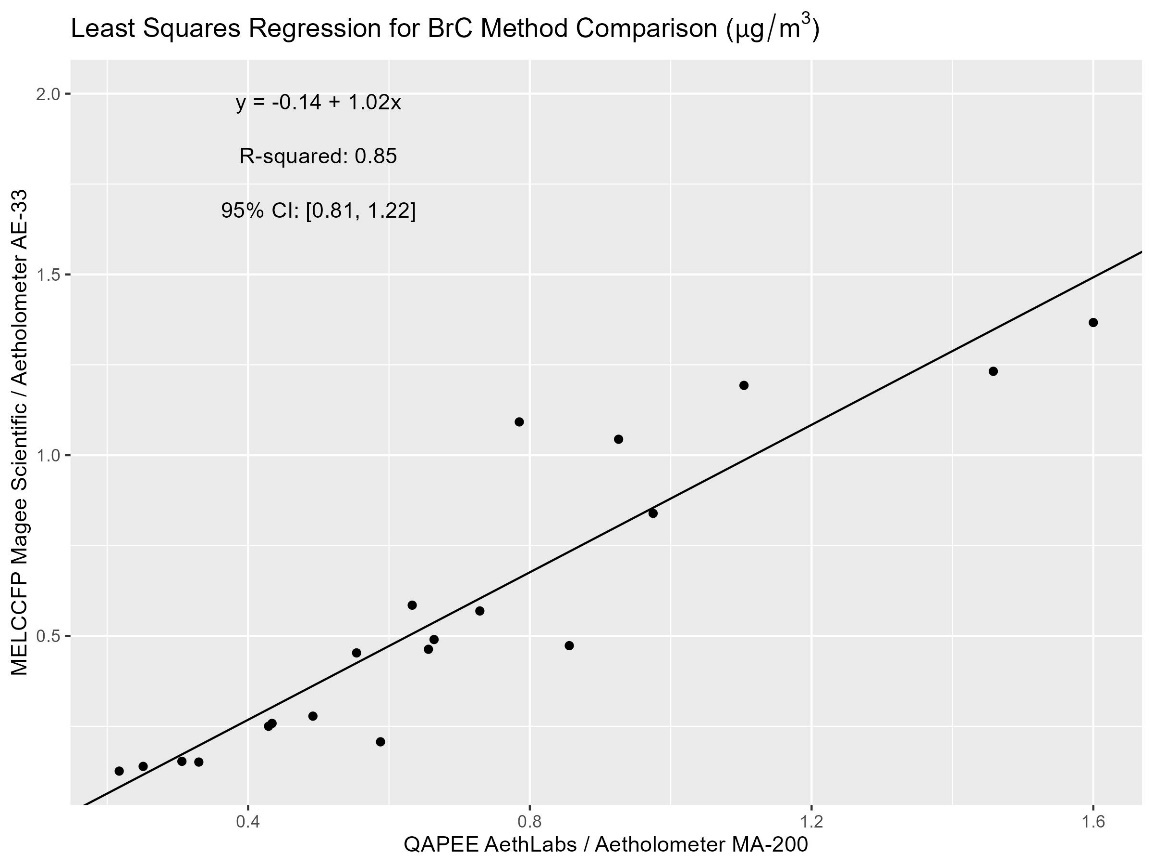 Least Squares Regression for BrC Method Comparison (μg/m³)
y = -0.14 + 1.02x
R-squared: 0.85
95% CI: [0.81, 1.22]
MELCCFP Magee Scientific / Aetholometer AE-33
2.0
1.5
1.0
0.5
0.4 0.8 1.2 1.6
QAPEE AethLabs / Aetholometer MA-200